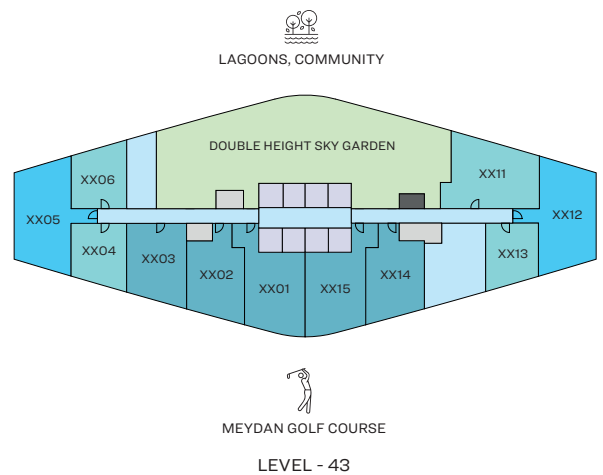 LAGOONS, COMMUNITY
DOUBLE HEIGHT SKY GARDEN
XX06
XX11
XX05
XX12
XX04
XX03
XX02
XX01
XX15
XX14
XX13
MEYDAN GOLF COURSE
LEVEL - 43